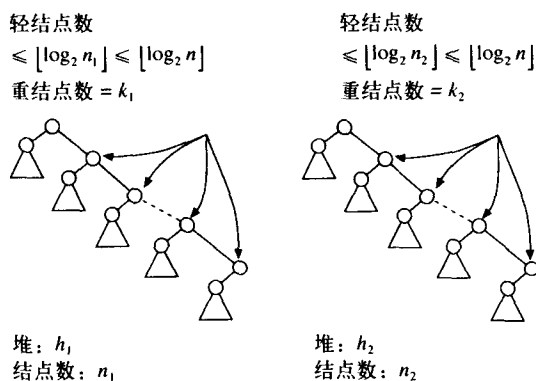 轻结点数
≤ ⌊log₂ n₁⌋ ≤ ⌊log₂ n⌋
重结点数 = k₁
轻结点数
≤ ⌊log₂ n₂⌋ ≤ ⌊log₂ n⌋
重结点数 = k₂
堆：h₁
结点数：n₁
堆：h₂
结点数：n₂